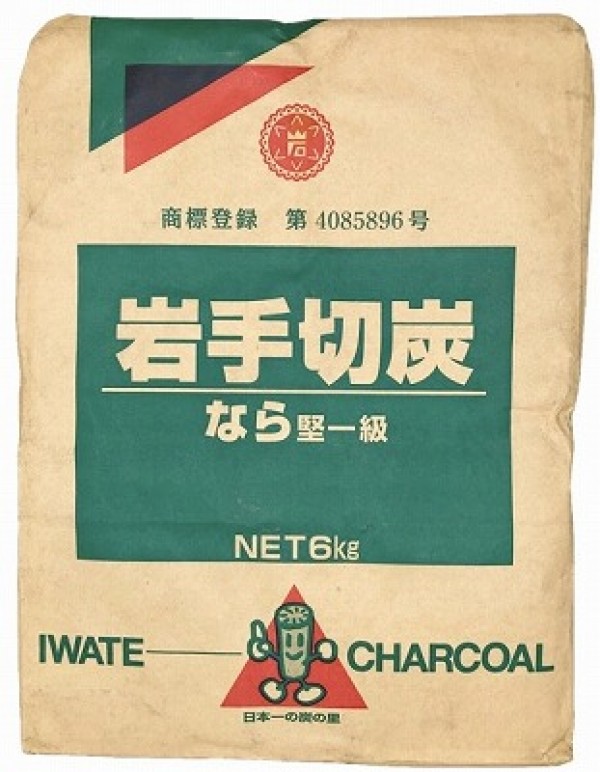 岩
商標登録 第4085896号
岩手切炭
なら堅一級
NET6kg
IWATE CHARCOAL
日本一の炭の里